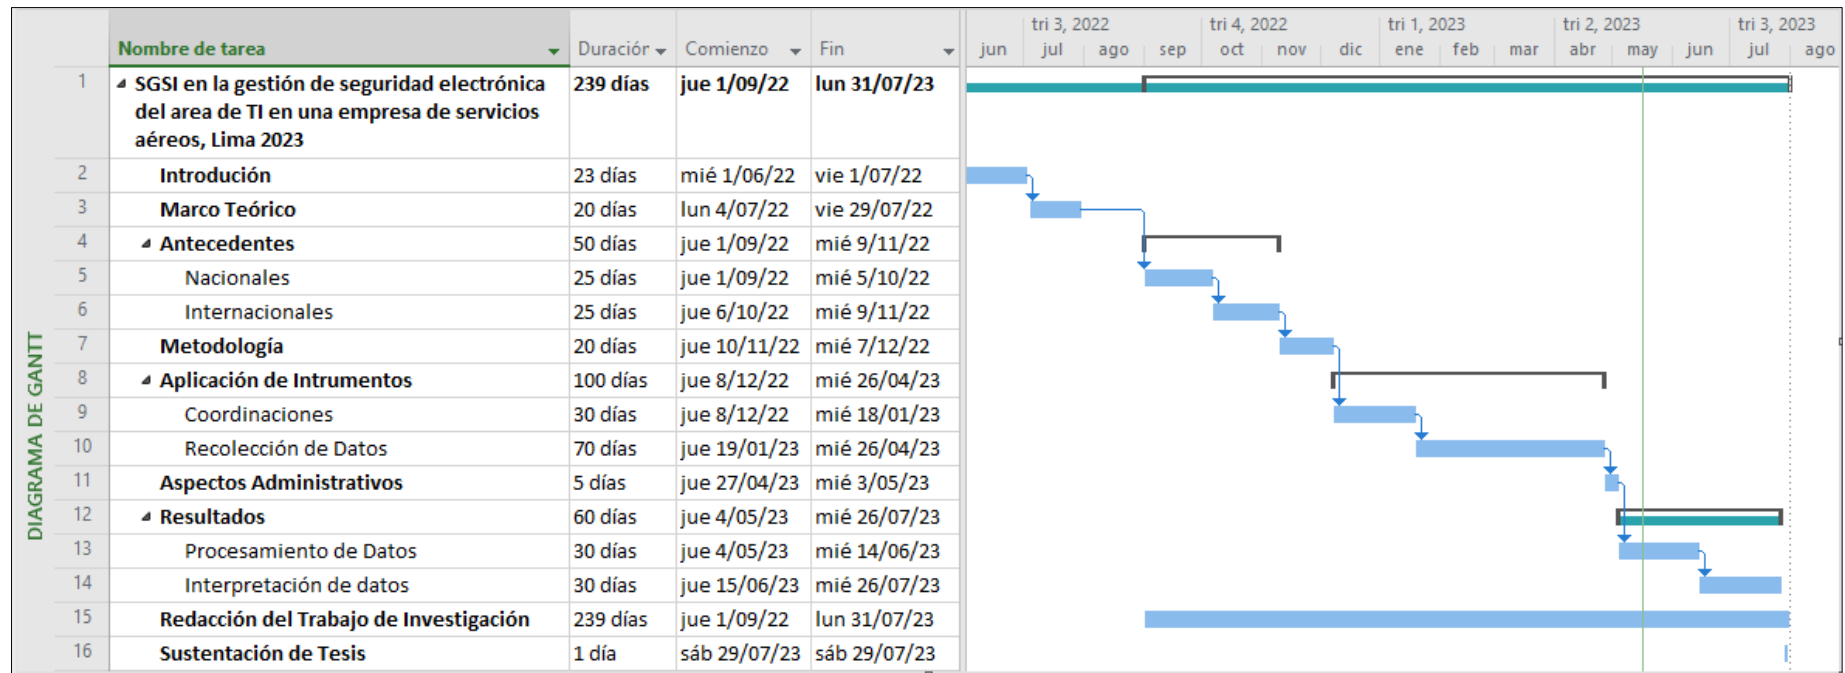 tri 3, 2022 tri 4, 2022 tri 1, 2023 tri 2, 2023 tri 3, 2023
Nombre de tarea Duración Comienzo Fin jun jul ago sep oct nov dic ene feb mar abr may jun jul ago
1 SGSI en la gestión de seguridad electrónica 239 días jue 1/09/22 lun 31/07/23
del area de TI en una empresa de servicios
aéreos, Lima 2023
2 Introdución 23 días mié 1/06/22 vie 1/07/22
3 Marco Teórico 20 días lun 4/07/22 vie 29/07/22
4 Antecedentes 50 días jue 1/09/22 mié 9/11/22
5 Nacionales 25 días jue 1/09/22 mié 5/10/22
6 Internacionales 25 días jue 6/10/22 mié 9/11/22
7 Metodología 20 días jue 10/11/22 mié 7/12/22
8 Aplicación de Intrumentos 100 días jue 8/12/22 mié 26/04/23
9 Coordinaciones 30 días jue 8/12/22 mié 18/01/23
10 Recolección de Datos 70 días jue 19/01/23 mié 26/04/23
11 Aspectos Administrativos 5 días jue 27/04/23 mié 3/05/23
12 Resultados 60 días jue 4/05/23 mié 26/07/23
13 Procesamiento de Datos 30 días jue 4/05/23 mié 14/06/23
14 Interpretación de datos 30 días jue 15/06/23 mié 26/07/23
15 Redacción del Trabajo de Investigación 239 días jue 1/09/22 lun 31/07/23
16 Sustentación de Tesis 1 día sáb 29/07/23 sáb 29/07/23
DIAGRAMA DE GANTT